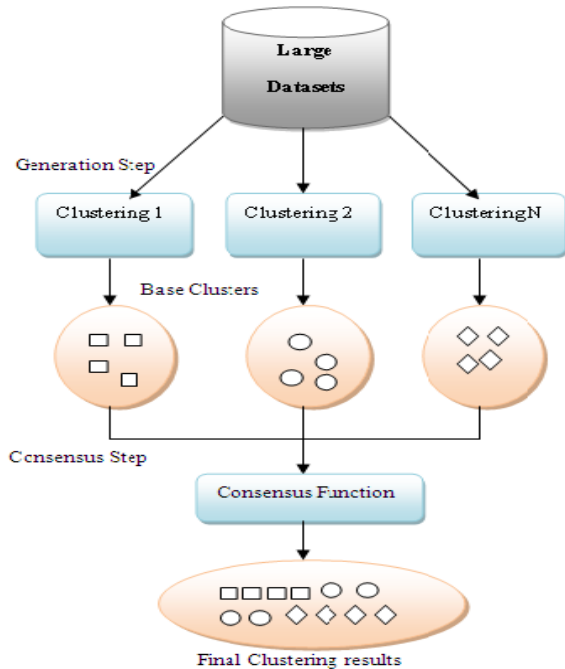 Large
Datasets
Generation Step
Clustering 1
Clustering 2
ClusteringN
Base Clusters
Consensus Step
Consensus Function
Final Clustering results